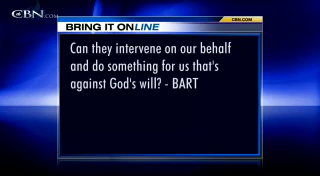 CBN.com
CBN.COM
BRING IT ONLINE
Can they intervene on our behalf
and do something for us that's
against God's will? - BART